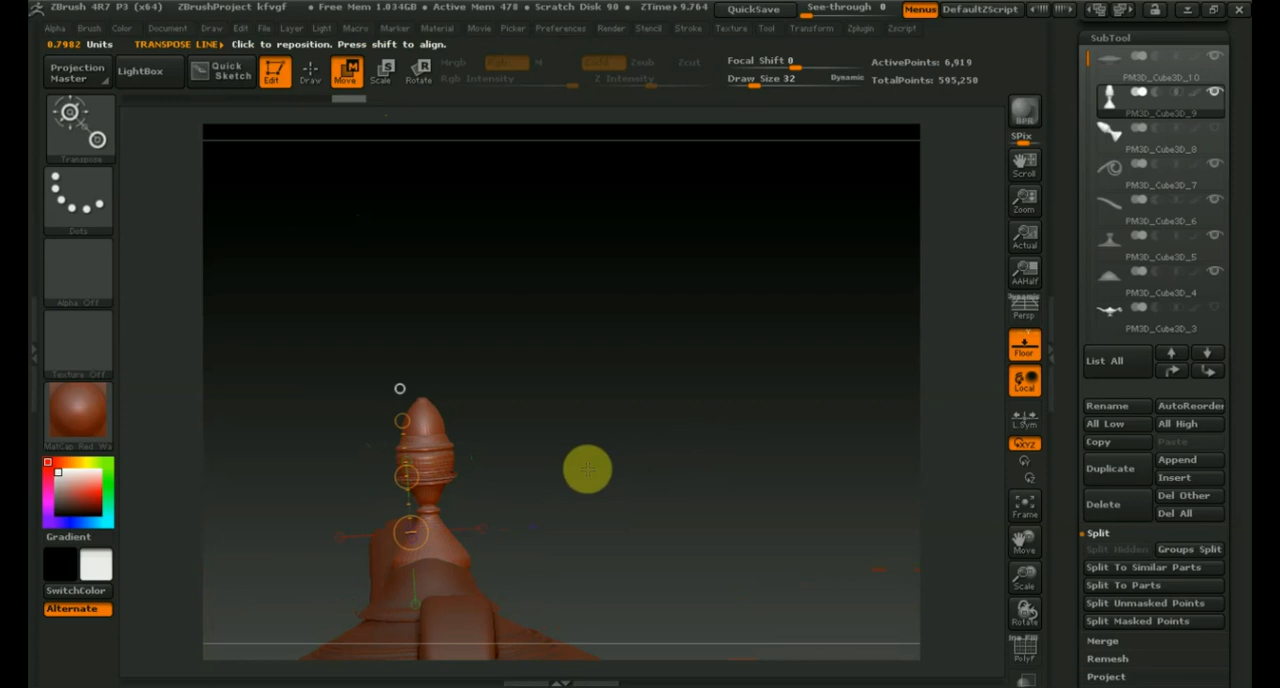 ZBrush 4R7 P3 (x64) ZBrushProject kfvgf • Free Mem 1.034GB • Active Mem 478 • Scratch Disk 90 • ZTime▸9.764 QuickSave See-through 0 Menus DefaultZScript
Alpha Brush Color Document Draw Edit File Layer Light Macro Marker Material Movie Picker Preferences Render Stencil Stroke Texture Tool Transform Zplugin Zscript
0.7982 Units TRANSPOSE LINE▸ Click to reposition. Press shift to align.
Projection Master
LightBox
Quick Sketch
Edit
Draw
Move
Scale
Rotate
Mrgb Rgb M
Rgb Intensity
Zadd Zsub Zcut
Z Intensity
Focal Shift 0
Draw Size 32 Dynamic
ActivePoints: 6,919
TotalPoints: 595,250
Transpose
Dots
Alpha Off
Texture Off
MatCap Red Wa
Gradient
SwitchColor
Alternate
BPR
SPix
Scroll
Zoom
Actual
AAHalf
Dynamic
Persp
Floor
Local
L.Sym
XYZ
Frame
Move
Scale
Rotate
Line Fill
PolyF
SubTool
PM3D_Cube3D_10
PM3D_Cube3D_9
PM3D_Cube3D_8
PM3D_Cube3D_7
PM3D_Cube3D_6
PM3D_Cube3D_5
PM3D_Cube3D_4
PM3D_Cube3D_3
List All
Rename AutoReorder
All Low All High
Copy Paste
Duplicate
Append
Insert
Delete
Del Other
Del All
Split
Split Hidden Groups Split
Split To Similar Parts
Split To Parts
Split Unmasked Points
Split Masked Points
Merge
Remesh
Project